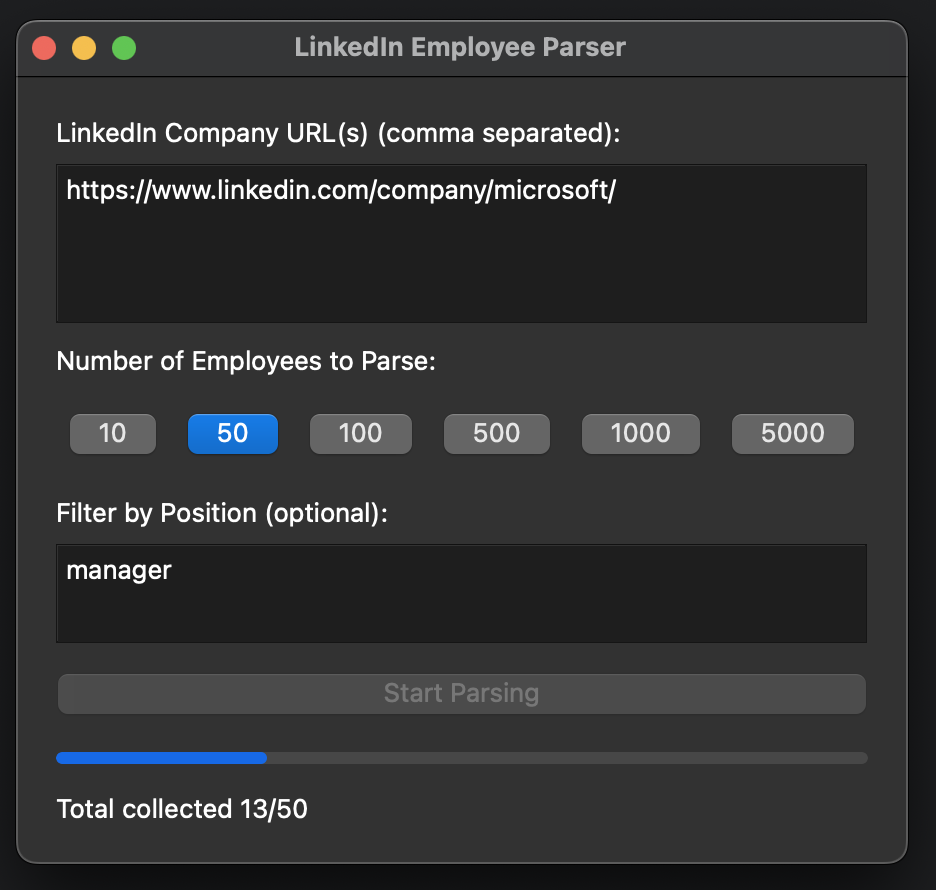 LinkedIn Employee Parser
LinkedIn Company URL(s) (comma separated):
https://www.linkedin.com/company/microsoft/
Number of Employees to Parse:
10 50 100 500 1000 5000
Filter by Position (optional):
manager
Start Parsing
Total collected 13/50